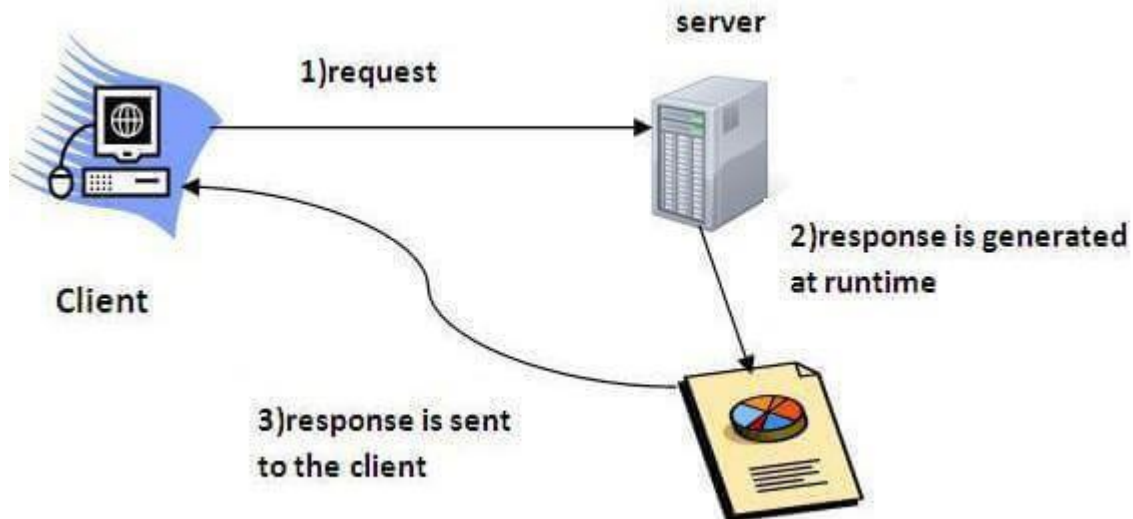 server
1)request
Client
2)response is generated
at runtime
3)response is sent
to the client